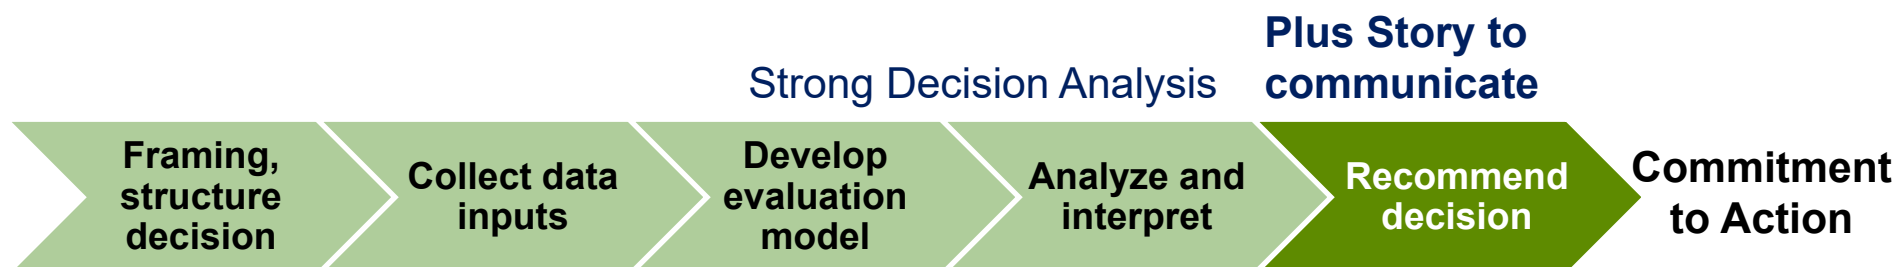 Plus Story to
Strong Decision Analysis communicate
Framing,
structure
decision
Collect data
inputs
Develop
evaluation
model
Analyze and
interpret
Recommend
decision
Commitment
to Action